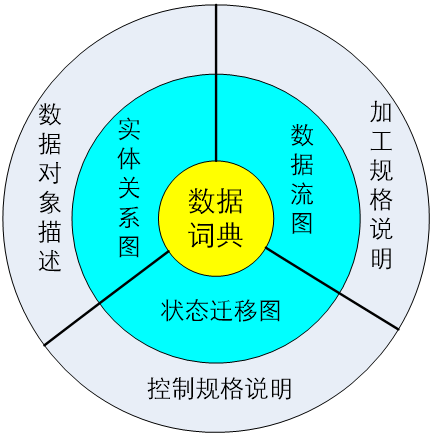 数据对象描述
实体关系图
数据
词典
数据流图
加工规格说明
状态迁移图
控制规格说明